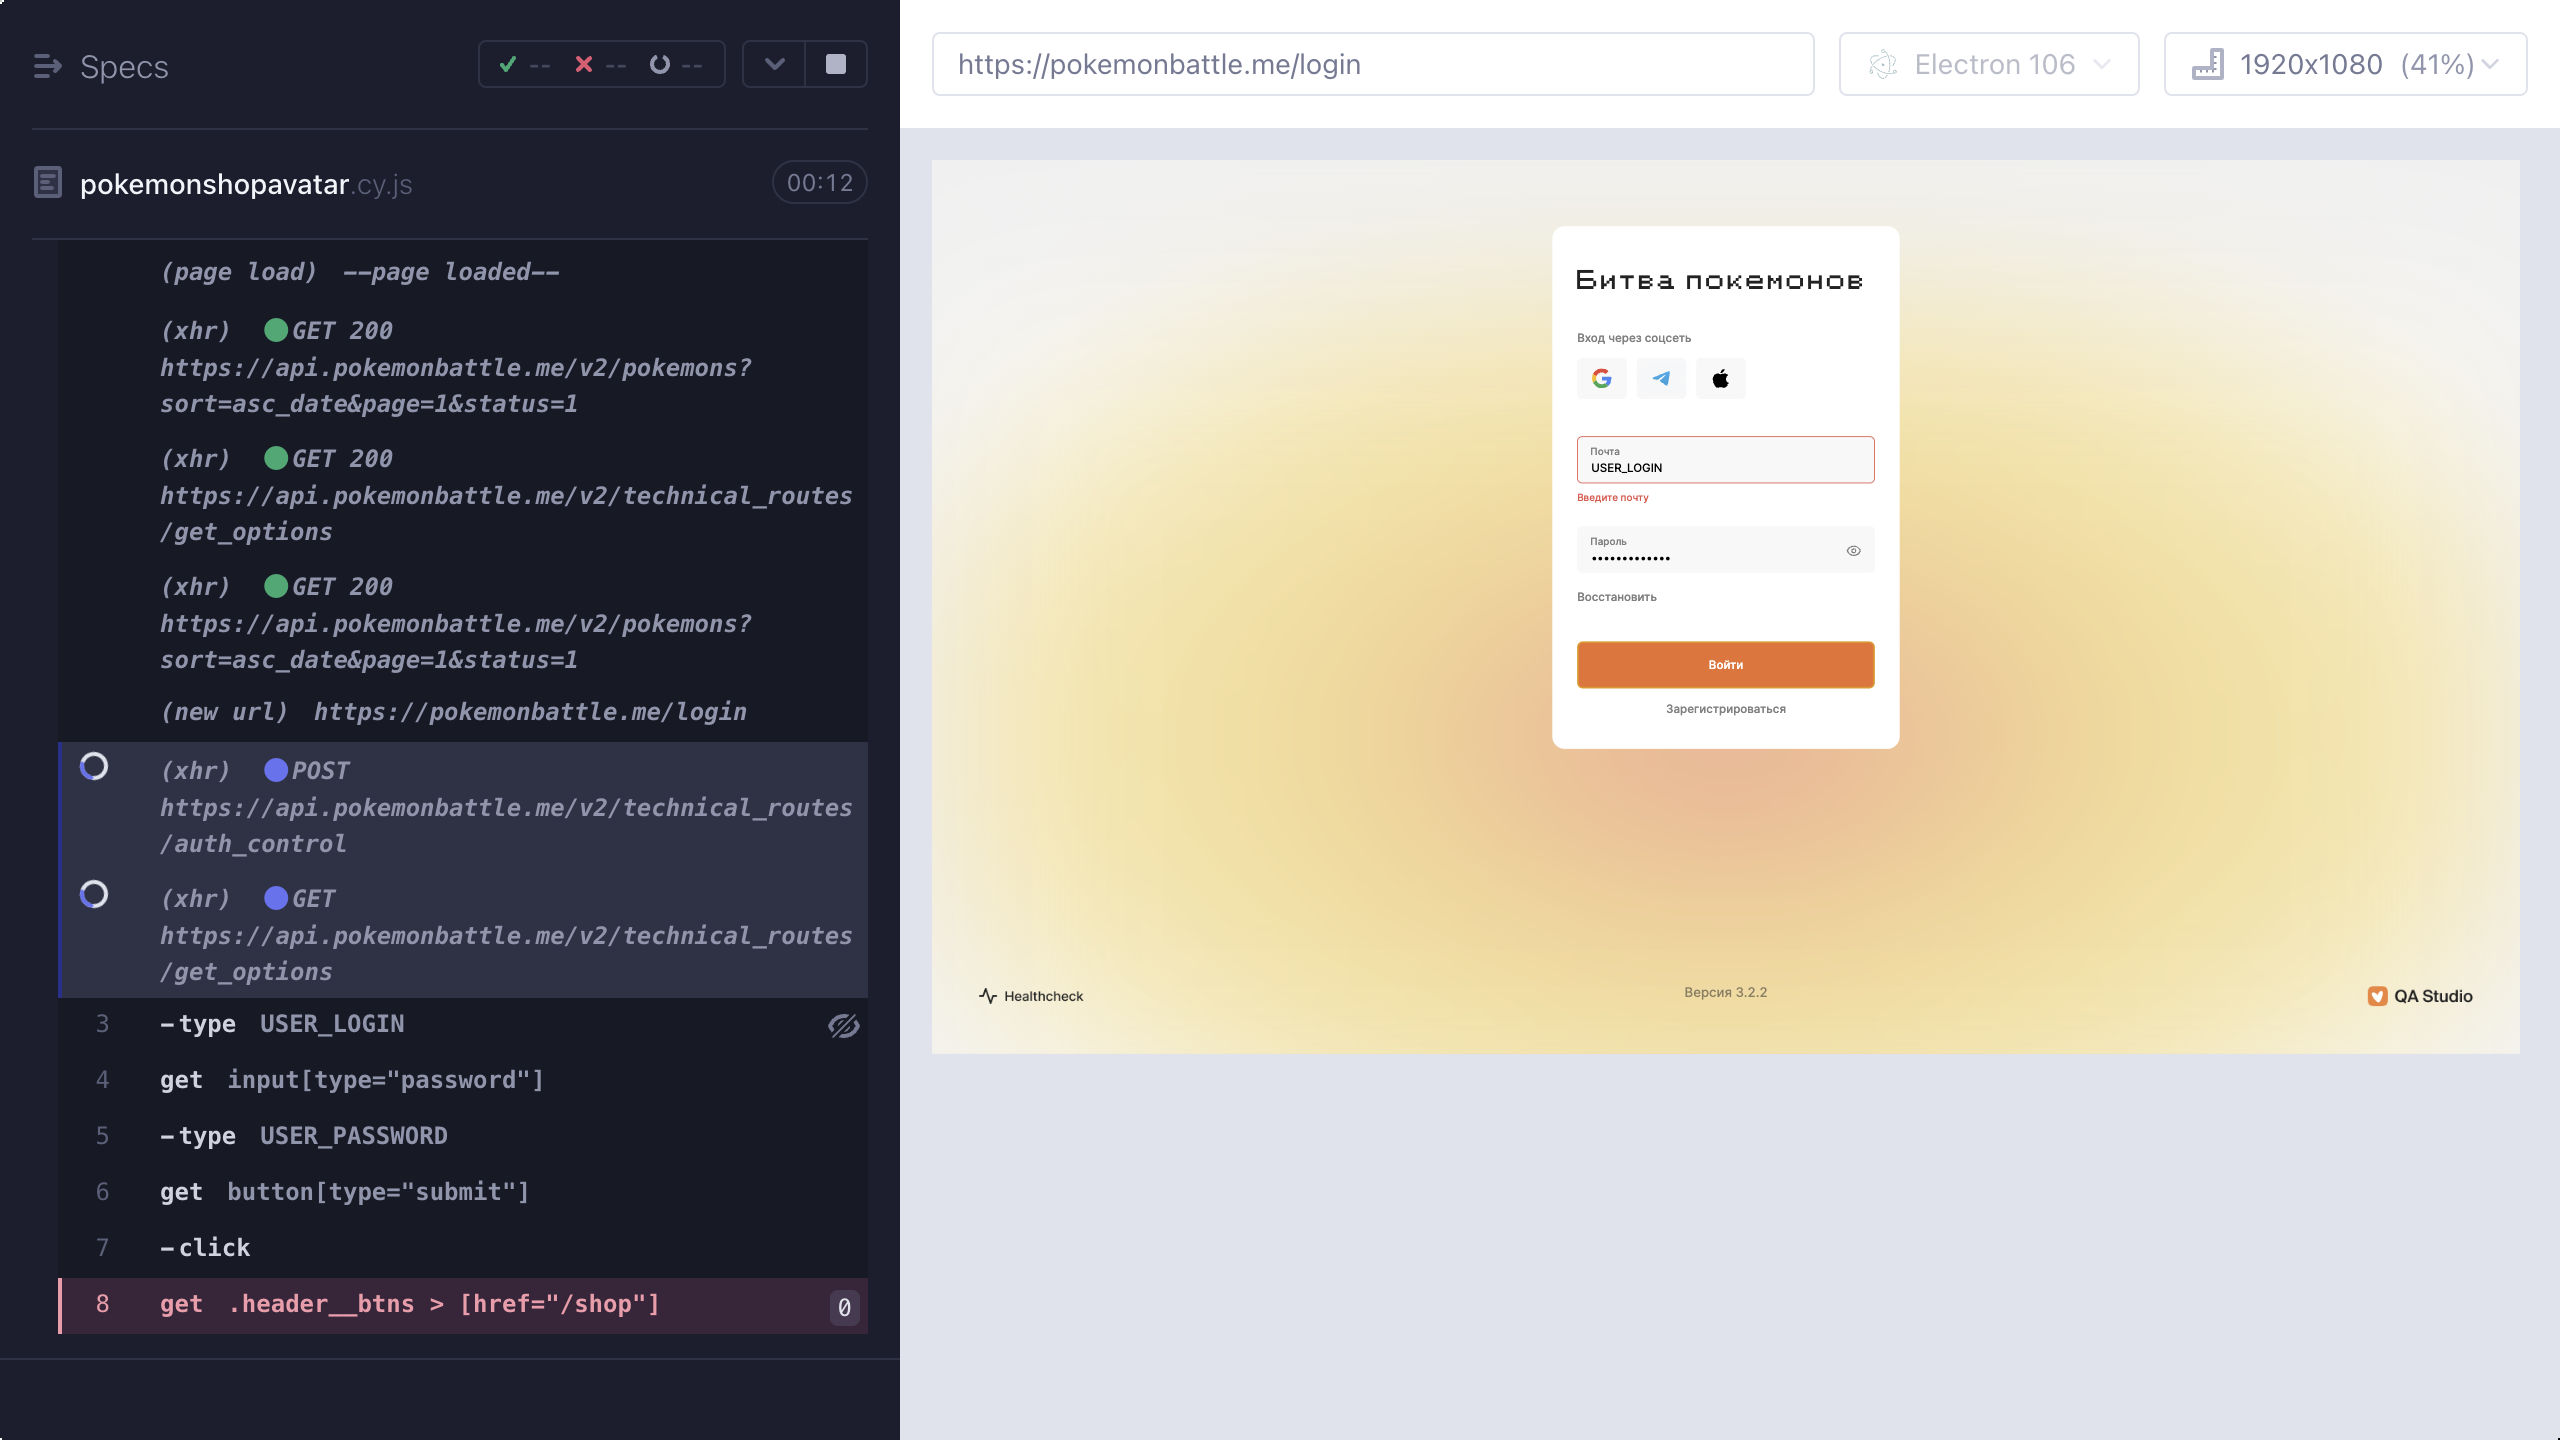 Specs
-- -- --
pokemonshopavatar.cy.js
00:12
(page load) --page loaded--
(xhr) GET 200
https://api.pokemonbattle.me/v2/pokemons?
sort=asc_date&page=1&status=1
(xhr) GET 200
https://api.pokemonbattle.me/v2/technical_routes
/get_options
(xhr) GET 200
https://api.pokemonbattle.me/v2/pokemons?
sort=asc_date&page=1&status=1
(new url) https://pokemonbattle.me/login
(xhr) POST
https://api.pokemonbattle.me/v2/technical_routes
/auth_control
(xhr) GET
https://api.pokemonbattle.me/v2/technical_routes
/get_options
3 -type USER_LOGIN
4 get input[type="password"]
5 -type USER_PASSWORD
6 get button[type="submit"]
7 -click
8 get .header__btns > [href="/shop"] 0
https://pokemonbattle.me/login
Electron 106
1920x1080 (41%)
Битва покемонов
Вход через соцсеть
Почта
USER_LOGIN
Введите почту
Пароль
•••••••••••••
Восстановить
Войти
Зарегистрироваться
Healthcheck
Версия 3.2.2
QA Studio